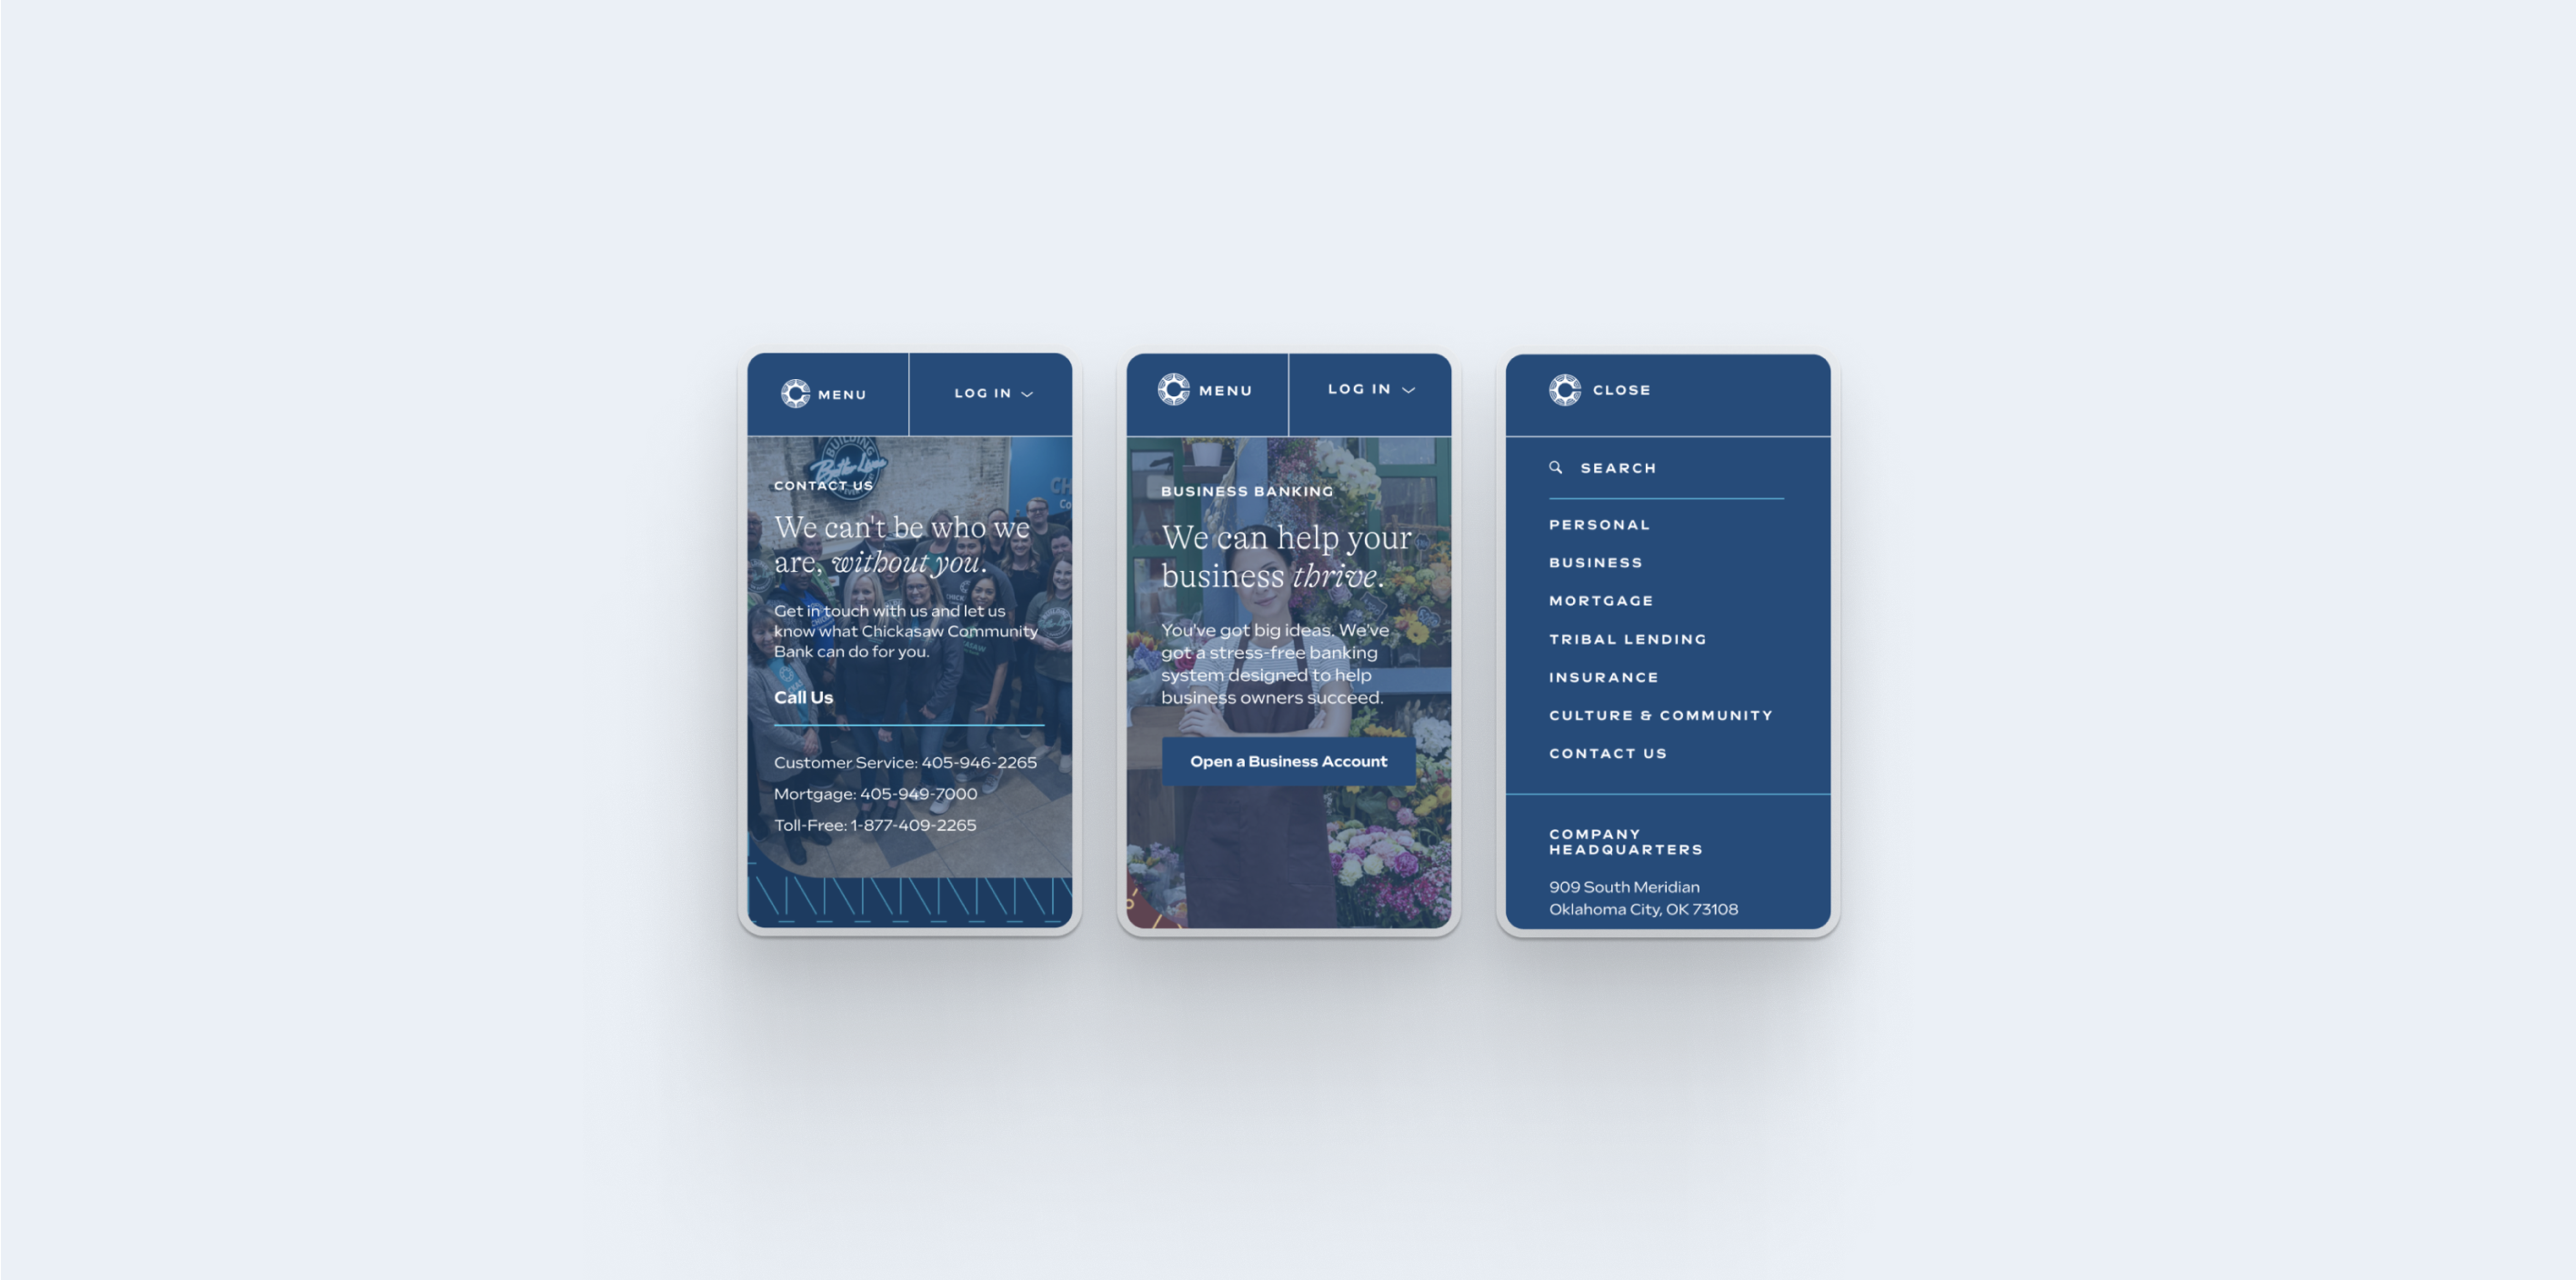 MENU
LOG IN
BUILDING
Better Lives
CONTACT US
We can't be who we
are, without you.
Get in touch with us and let us
know what Chickasaw Community
Bank can do for you.
Call Us
Customer Service: 405-946-2265
Mortgage: 405-949-7000
Toll-Free: 1-877-409-2265
MENU
LOG IN
BUSINESS BANKING
We can help your
business thrive.
You've got big ideas. We've
got a stress-free banking
system designed to help
business owners succeed.
Open a Business Account
CLOSE
SEARCH
PERSONAL
BUSINESS
MORTGAGE
TRIBAL LENDING
INSURANCE
CULTURE & COMMUNITY
CONTACT US
COMPANY
HEADQUARTERS
909 South Meridian
Oklahoma City, OK 73108